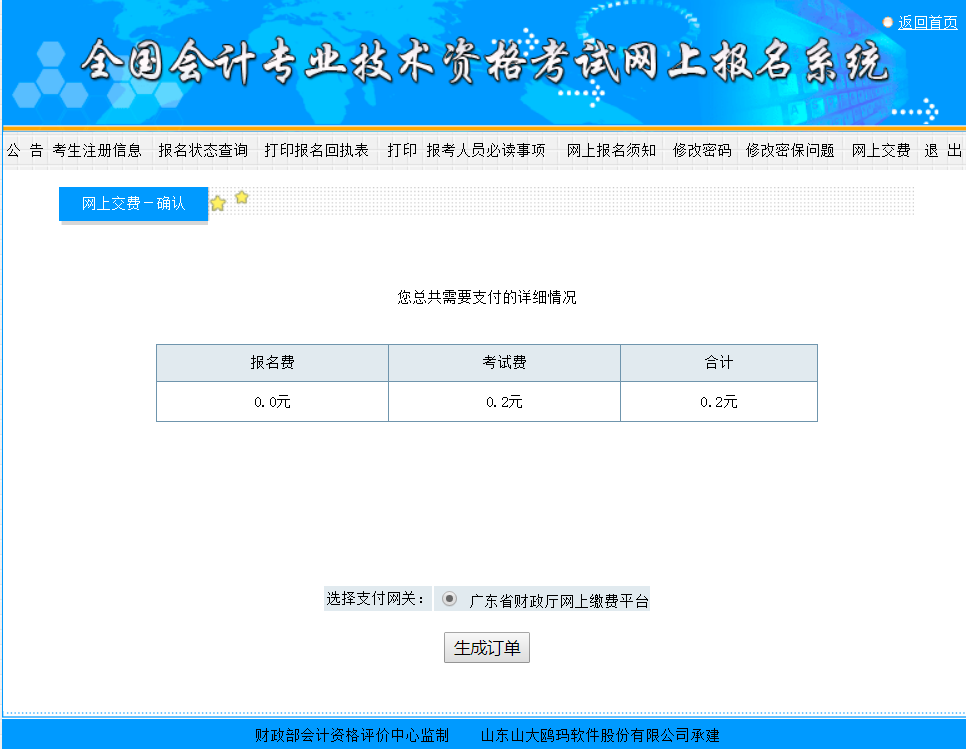 返回首页
全国会计专业技术资格考试网上报名系统
公 告 考生注册信息 报名状态查询 打印报名回执表 打印 报考人员必读事项 网上报名须知 修改密码 修改密保问题 网上交费 退 出
网上交费－确认
您总共需要支付的详细情况
报名费 考试费 合计
0.0元 0.2元 0.2元
选择支付网关： 广东省财政厅网上缴费平台
生成订单
财政部会计资格评价中心监制 山东山大鸥玛软件股份有限公司承建